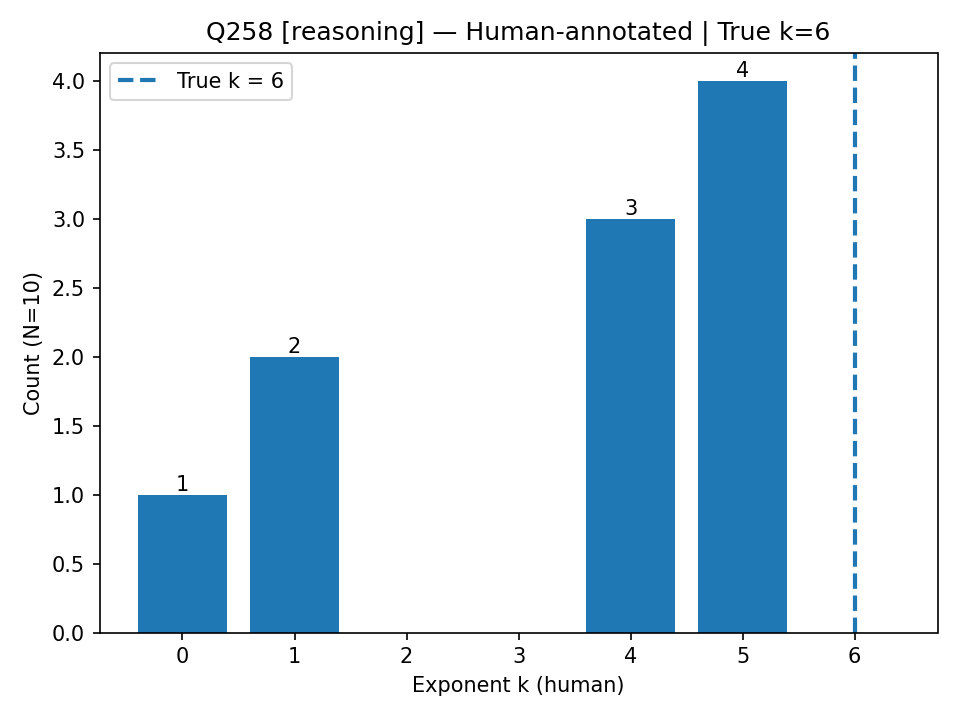 Q258 [reasoning] — Human-annotated | True k=6
True k = 6
Count (N=10)
4.0
3.5
3.0
2.5
2.0
1.5
1.0
0.5
0.0
1
2
3
4
0 1 2 3 4 5 6
Exponent k (human)